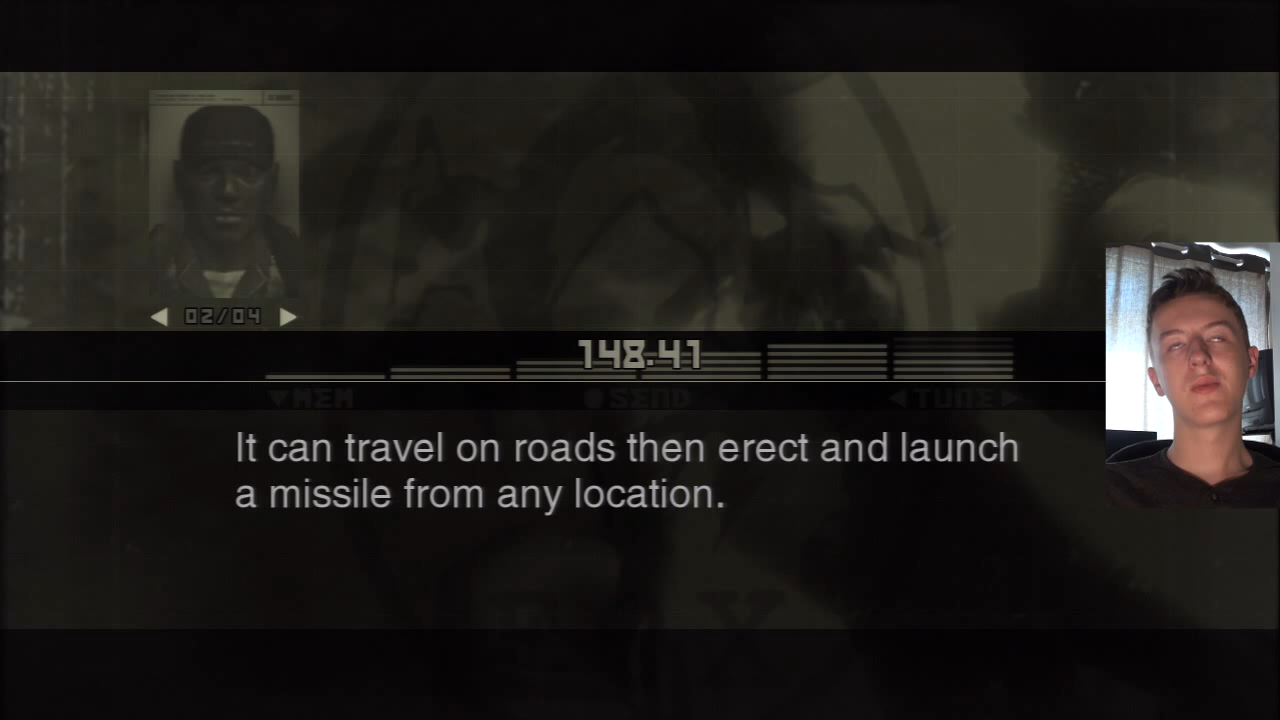 02/04
148.41
MEM
SEND
TUNE
It can travel on roads then erect and launch
a missile from any location.